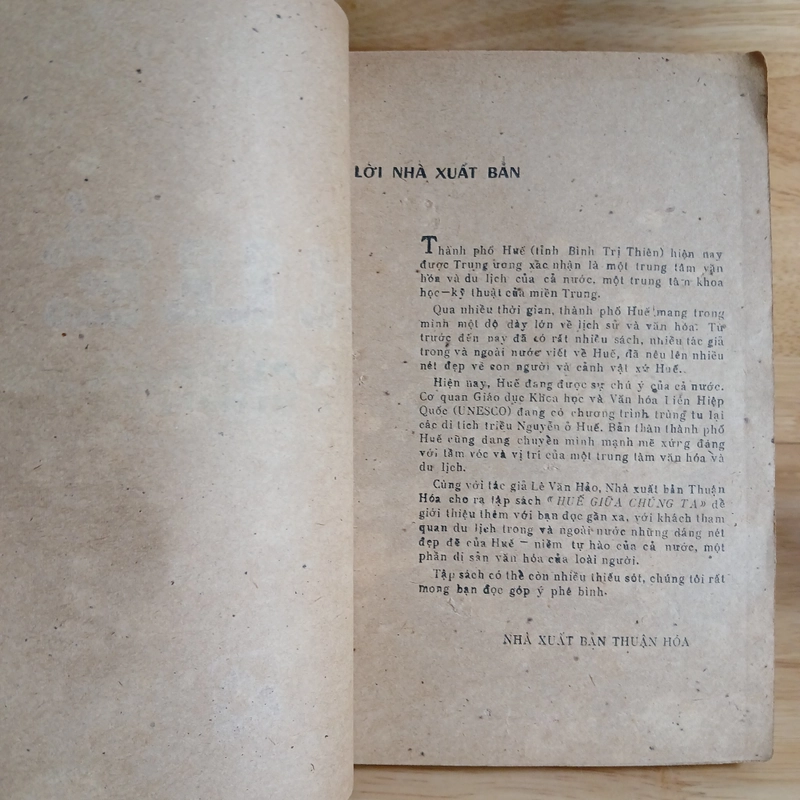 LỜI NHÀ XUẤT BẢN
Thành phố Huế (tỉnh Bình Trị Thiên) hiện nay
được Trung ương xác nhận là một trung tâm văn
hóa và du lịch của cả nước, một trung tâm khoa
học—kỹ thuật của miền Trung.
Qua nhiều thời gian, thành phố Huế mang trong
mình một độ dày lớn về lịch sử và văn hóa. Từ
trước đến nay đã có rất nhiều sách, nhiều tác giả
trong và ngoài nước viết về Huế, đã nêu lên nhiều
nét đẹp về con người và cảnh vật xứ Huế.
Hiện nay, Huế đang được sự chú ý của cả nước.
Cơ quan Giáo dục Khoa học và Văn hóa Liên Hiệp
Quốc (UNESCO) đang có chương trình trùng tu lại
các di tích triều Nguyễn ở Huế. Bản thân thành phố
Huế cũng đang chuyển mình mạnh mẽ xứng đáng
với tầm vóc và vị trí của một trung tâm văn hóa và
du lịch.
Cùng với tác giả Lê Văn Hảo, Nhà xuất bản Thuận
Hóa cho ra tập sách «HUẾ GIỮA CHÚNG TA» để
giới thiệu thêm với bạn đọc gần xa, với khách tham
quan du lịch trong và ngoài nước những dáng nét
đẹp đẽ của Huế — niềm tự hào của cả nước, một
phần di sản văn hóa của loài người.
Tập sách có thể còn nhiều thiếu sót, chúng tôi rất
mong bạn đọc góp ý phê bình.
NHÀ XUẤT BẢN THUẬN HÓA